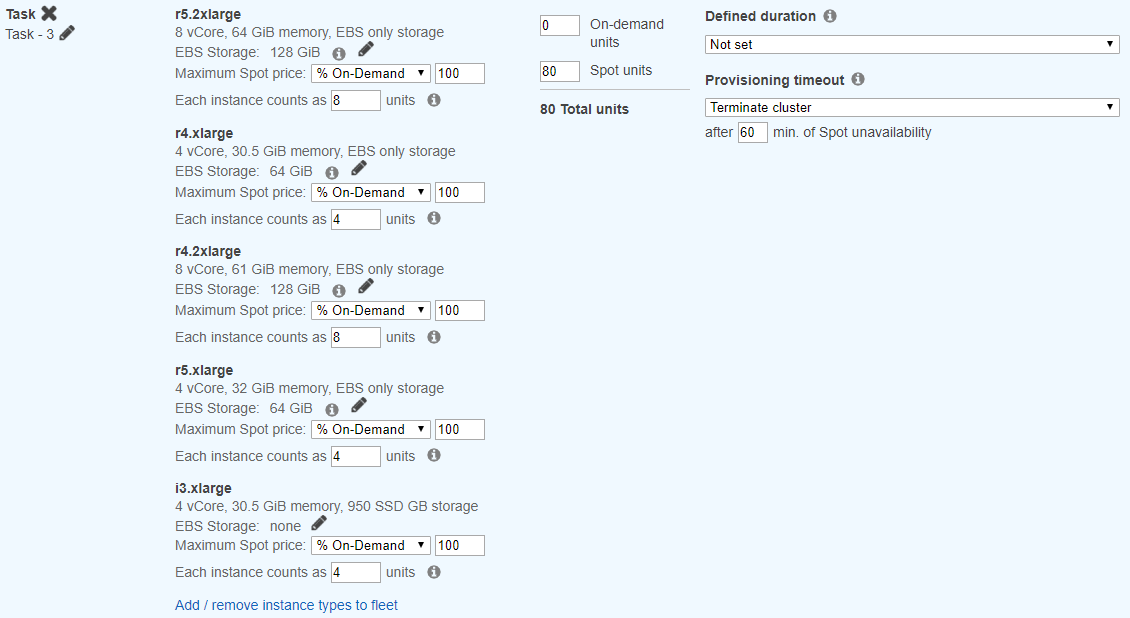 Task
Task - 3
r5.2xlarge
8 vCore, 64 GiB memory, EBS only storage
EBS Storage: 128 GiB
Maximum Spot price: % On-Demand 100
Each instance counts as 8 units
r4.xlarge
4 vCore, 30.5 GiB memory, EBS only storage
EBS Storage: 64 GiB
Maximum Spot price: % On-Demand 100
Each instance counts as 4 units
r4.2xlarge
8 vCore, 61 GiB memory, EBS only storage
EBS Storage: 128 GiB
Maximum Spot price: % On-Demand 100
Each instance counts as 8 units
r5.xlarge
4 vCore, 32 GiB memory, EBS only storage
EBS Storage: 64 GiB
Maximum Spot price: % On-Demand 100
Each instance counts as 4 units
i3.xlarge
4 vCore, 30.5 GiB memory, 950 SSD GB storage
EBS Storage: none
Maximum Spot price: % On-Demand 100
Each instance counts as 4 units
Add / remove instance types to fleet
0 On-demand
units
80 Spot units
80 Total units
Defined duration
Not set
Provisioning timeout
Terminate cluster
after 60 min. of Spot unavailability